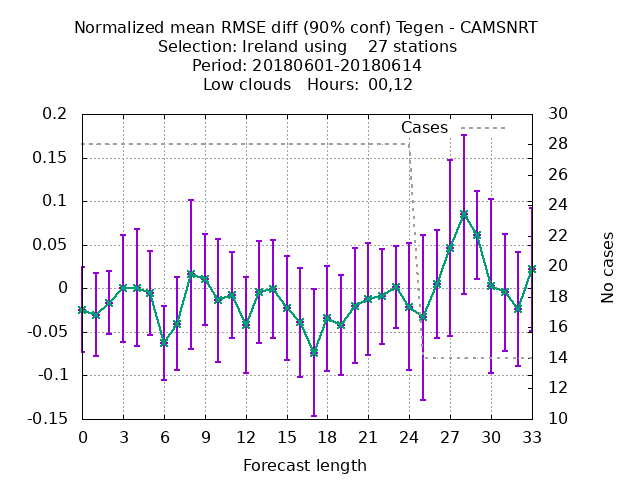 Normalized mean RMSE diff (90% conf) Tegen - CAMSNRT
Selection: Ireland using    27 stations
Period: 20180601-20180614
Low clouds   Hours:  00,12
Cases
0.2
0.15
0.1
0.05
0
-0.05
-0.1
-0.15
30
28
26
24
22
20
18
16
14
12
10
No cases
0 3 6 9 12 15 18 21 24 27 30 33
Forecast length